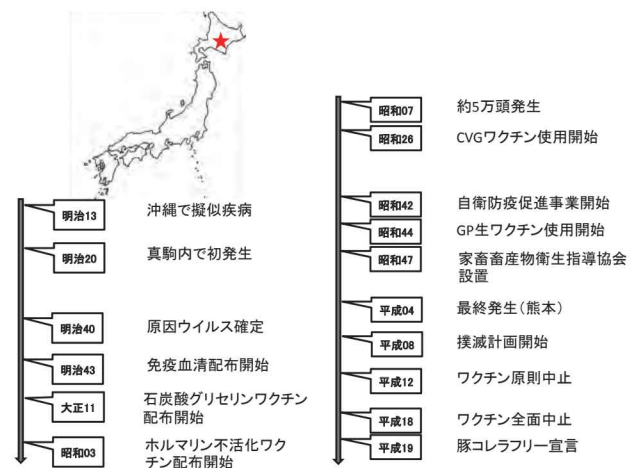 明治13 沖縄で擬似疾病
明治20 真駒内で初発生
明治40 原因ウイルス確定
明治43 免疫血清配布開始
大正11 石炭酸グリセリンワクチン
配布開始
昭和03 ホルマリン不活化ワク
チン配布開始
昭和07 約5万頭発生
昭和26 CVGワクチン使用開始
昭和42 自衛防疫促進事業開始
昭和44 GP生ワクチン使用開始
昭和47 家畜畜産物衛生指導協会
設置
平成04 最終発生(熊本)
平成08 撲滅計画開始
平成12 ワクチン原則中止
平成18 ワクチン全面中止
平成19 豚コレラフリー宣言